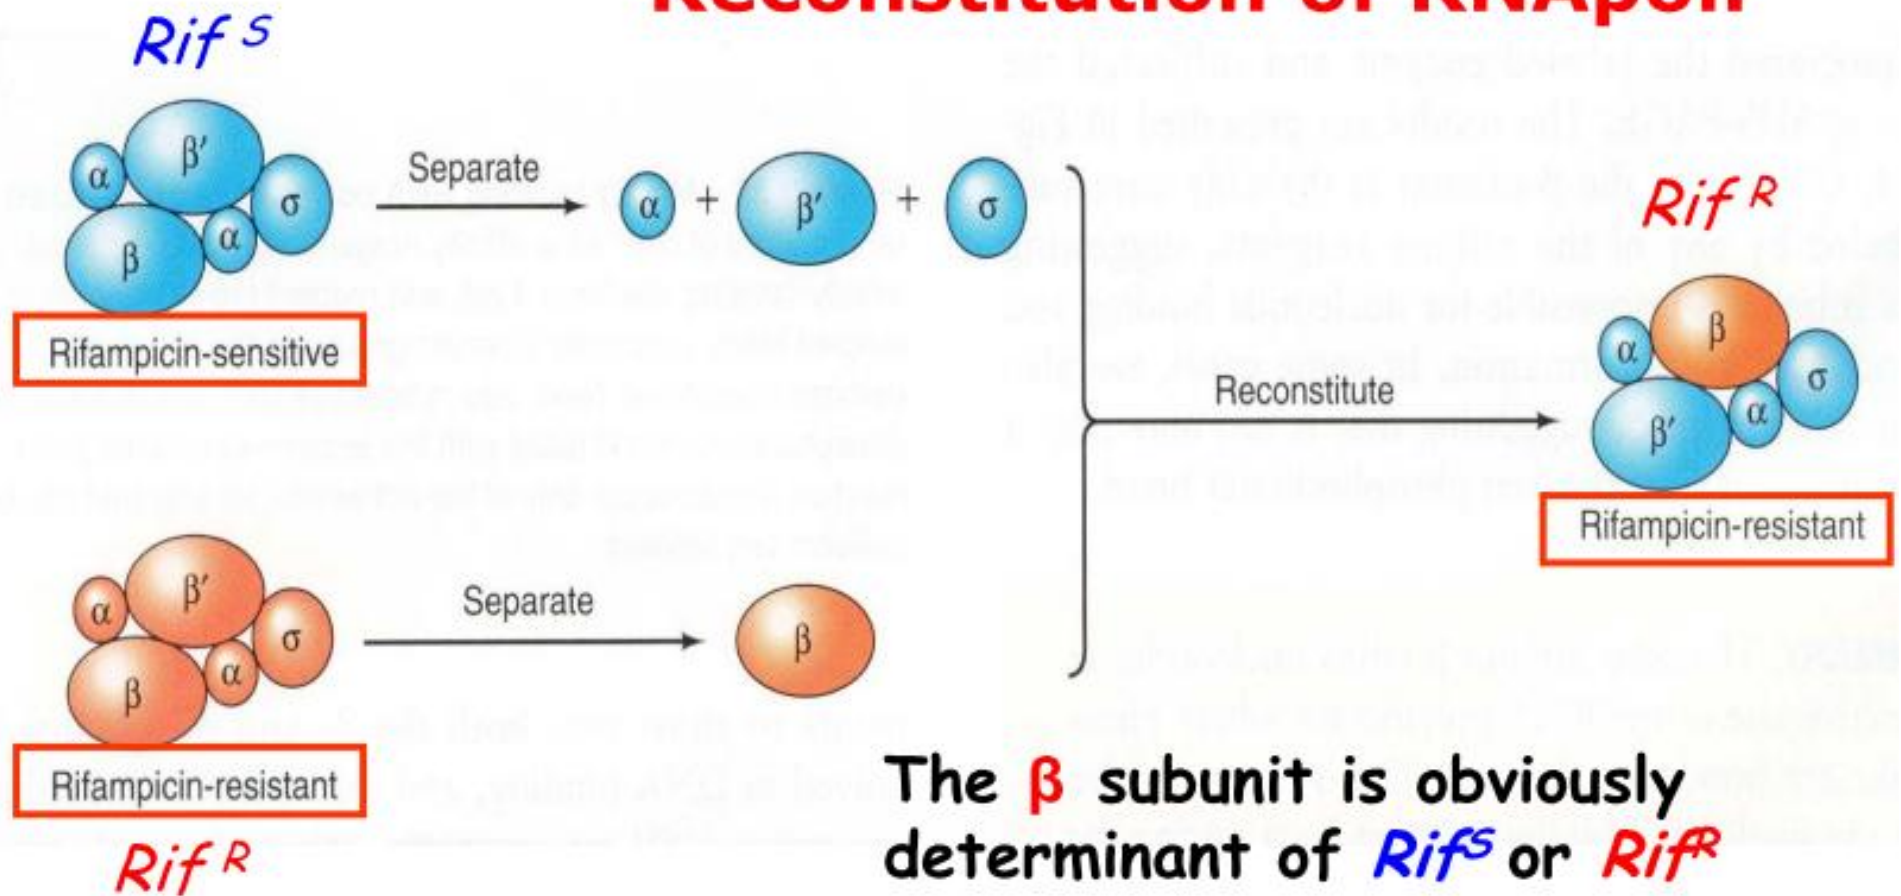 Reconstitution of RNApoll
Rif S
α β' σ
β α
Separate
α + β' + σ
Rifampicin-sensitive
Rif R
β
α σ
β' α
Reconstitute
Rifampicin-resistant
α β' σ
β α
Separate
β
Rifampicin-resistant
Rif R
The β subunit is obviously
determinant of RifS or RifR